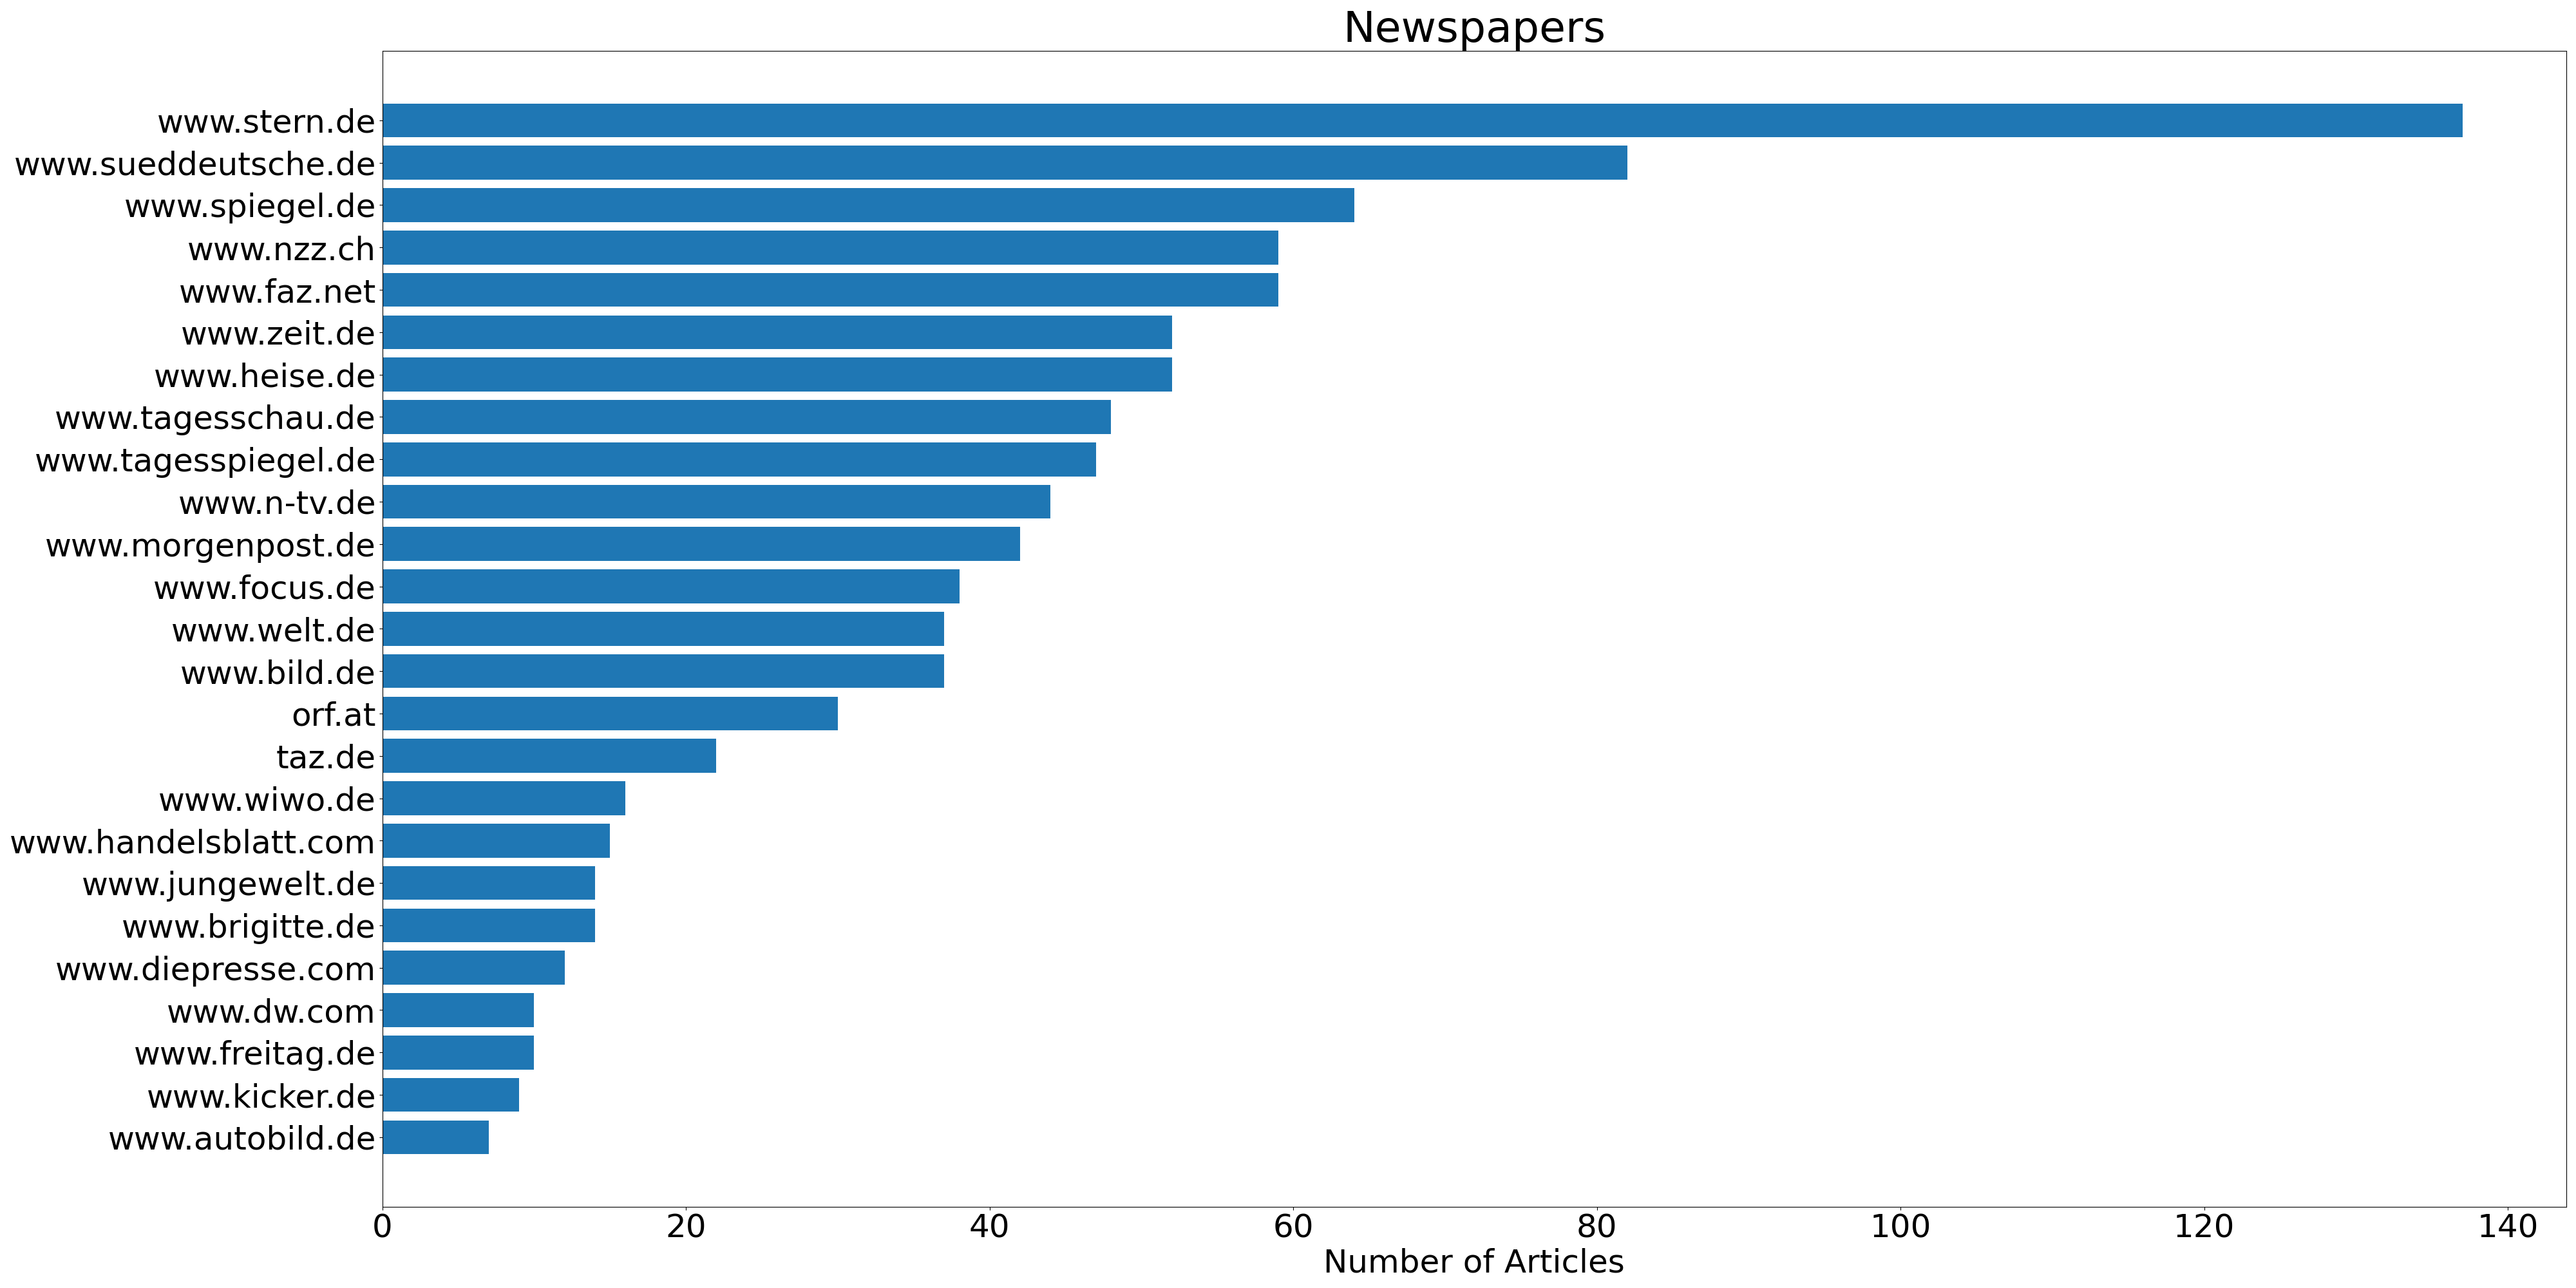 Newspapers
www.stern.de
www.sueddeutsche.de
www.spiegel.de
www.nzz.ch
www.faz.net
www.zeit.de
www.heise.de
www.tagesschau.de
www.tagesspiegel.de
www.n-tv.de
www.morgenpost.de
www.focus.de
www.welt.de
www.bild.de
orf.at
taz.de
www.wiwo.de
www.handelsblatt.com
www.jungewelt.de
www.brigitte.de
www.diepresse.com
www.dw.com
www.freitag.de
www.kicker.de
www.autobild.de
0 20 40 60 80 100 120 140
Number of Articles